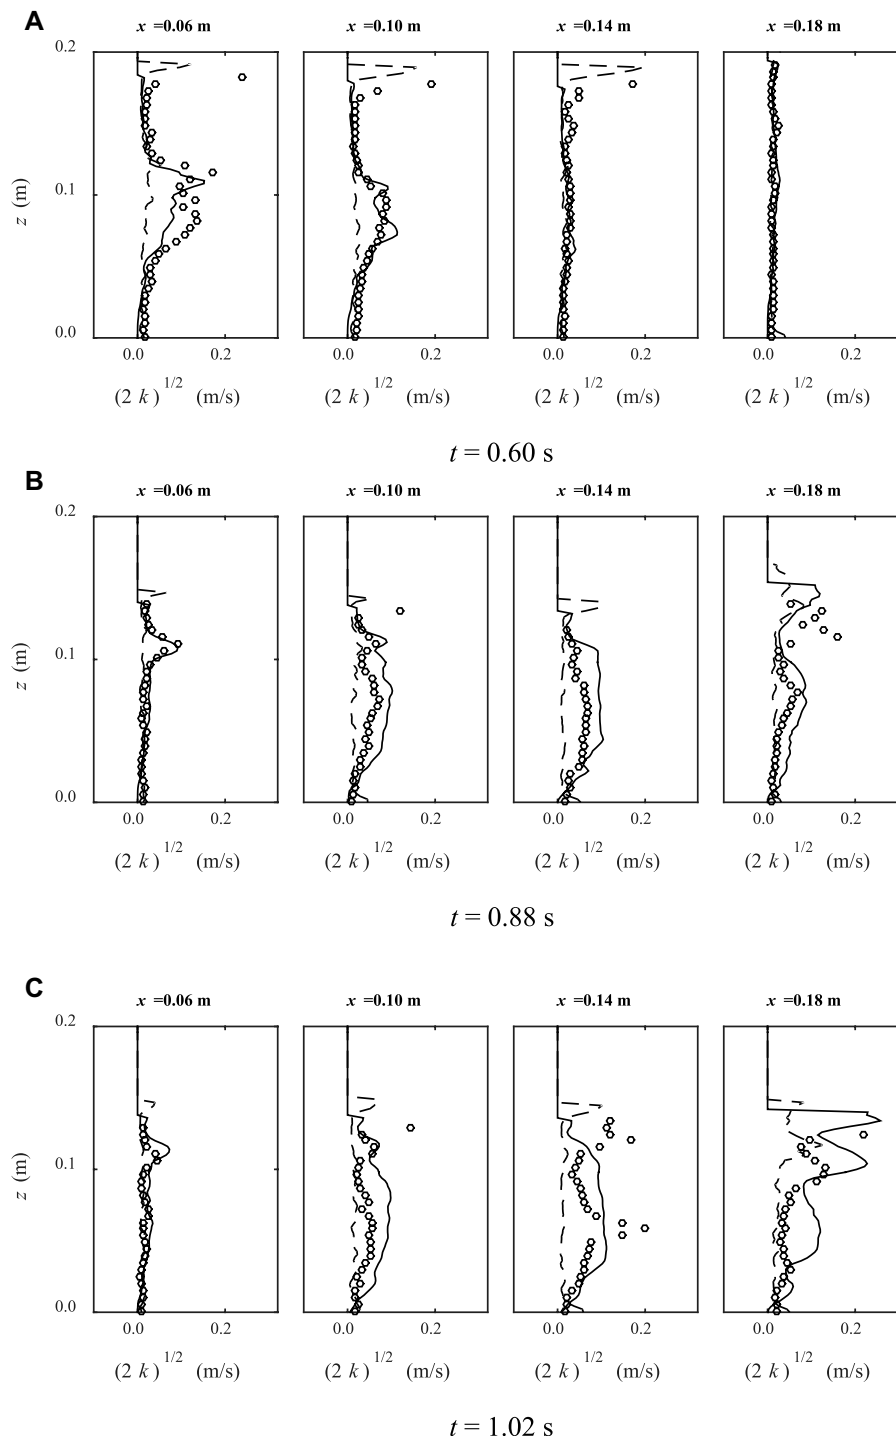 A
x =0.06 m x =0.10 m x =0.14 m x =0.18 m
0.2
0.1
0.0
z (m)
0.0 0.2 0.0 0.2 0.0 0.2 0.0 0.2
(2 k)^1/2 (m/s) (2 k)^1/2 (m/s) (2 k)^1/2 (m/s) (2 k)^1/2 (m/s)
t = 0.60 s
B
x =0.06 m x =0.10 m x =0.14 m x =0.18 m
0.2
0.1
0.0
z (m)
0.0 0.2 0.0 0.2 0.0 0.2 0.0 0.2
(2 k)^1/2 (m/s) (2 k)^1/2 (m/s) (2 k)^1/2 (m/s) (2 k)^1/2 (m/s)
t = 0.88 s
C
x =0.06 m x =0.10 m x =0.14 m x =0.18 m
0.2
0.1
0.0
z (m)
0.0 0.2 0.0 0.2 0.0 0.2 0.0 0.2
(2 k)^1/2 (m/s) (2 k)^1/2 (m/s) (2 k)^1/2 (m/s) (2 k)^1/2 (m/s)
t = 1.02 s